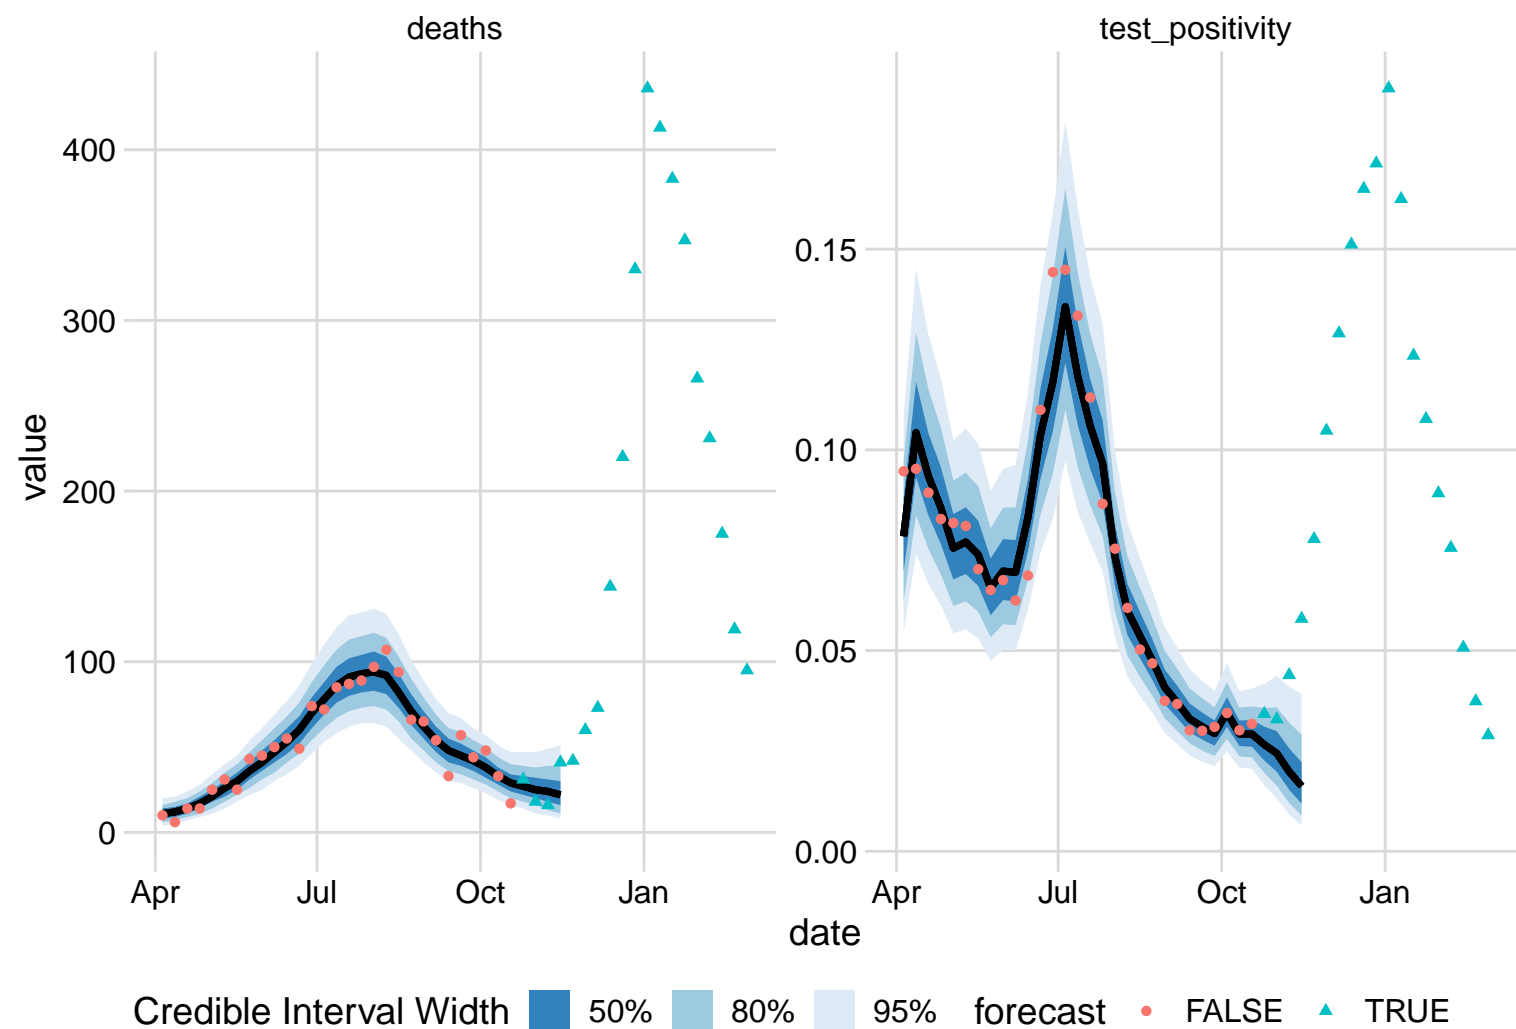 deaths
test_positivity
value
400
300
200
100
0
0.15
0.10
0.05
0.00
Apr Jul Oct Jan
Apr Jul Oct Jan
date
Credible Interval Width 50% 80% 95% forecast FALSE TRUE